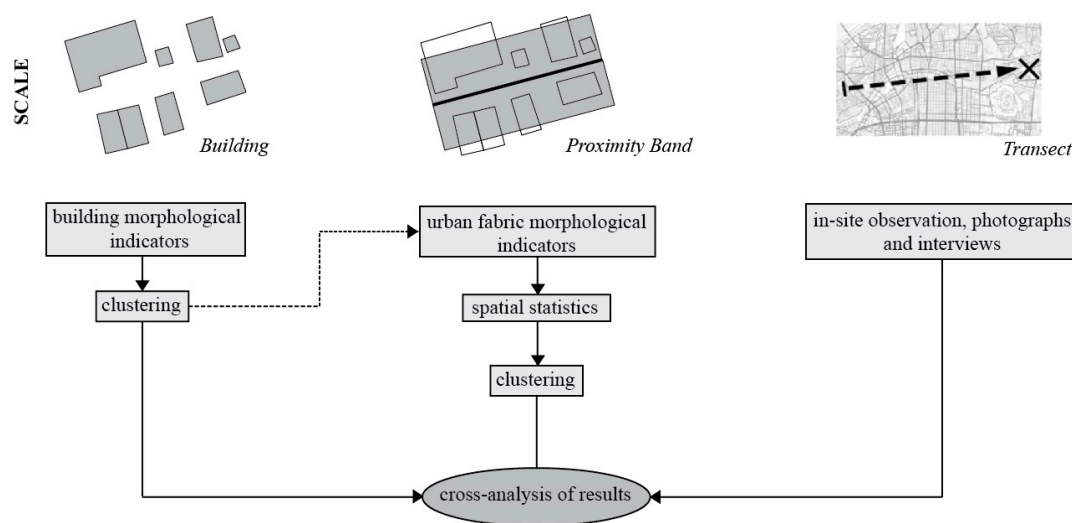 SCALE
Building
Proximity Band
Transect
building morphological
indicators
urban fabric morphological
indicators
in-site observation, photographs
and interviews
clustering
spatial statistics
clustering
cross-analysis of results